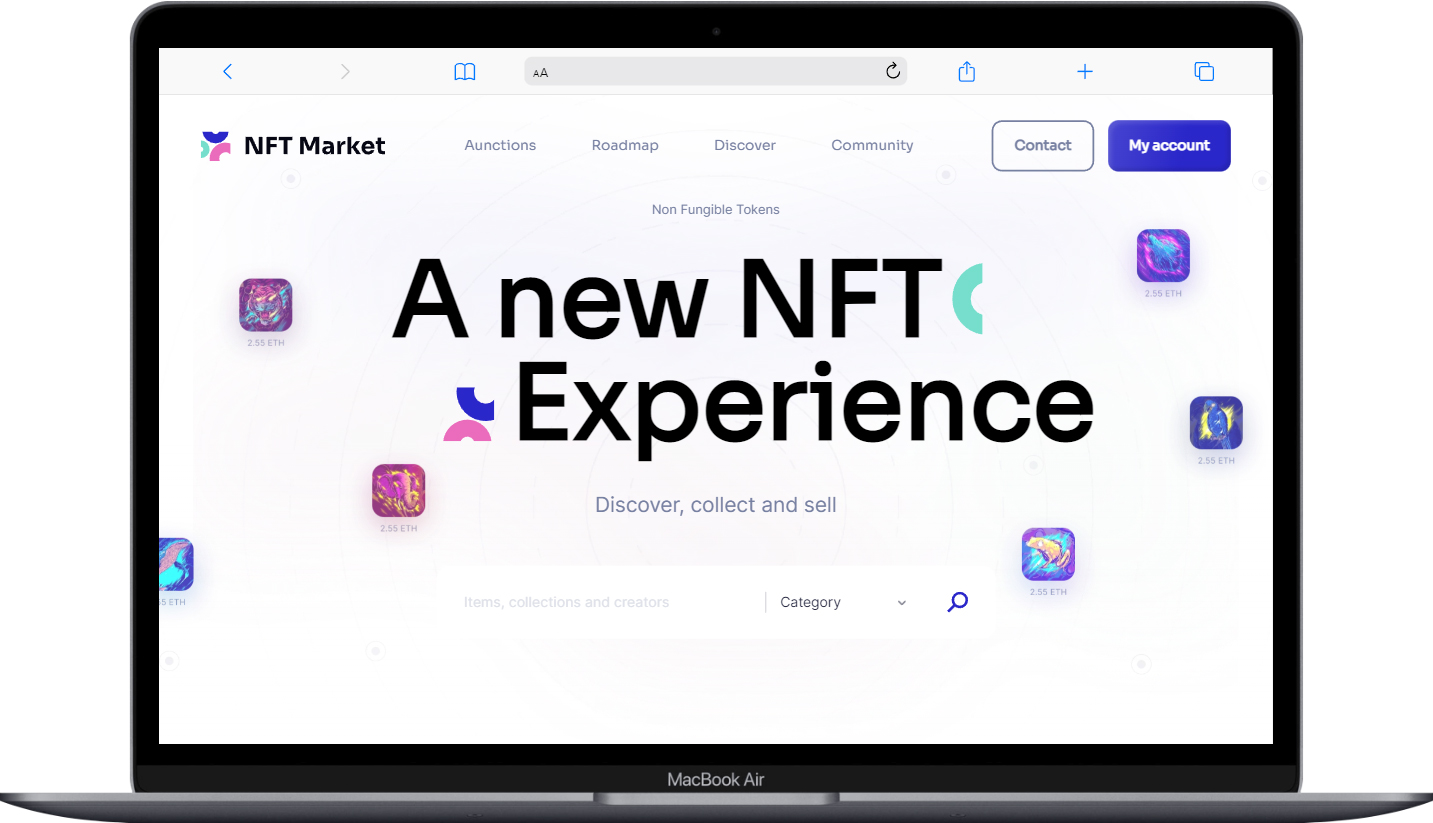 AA
NFT Market
Aunctions
Roadmap
Discover
Community
Contact
My account
Non Fungible Tokens
A new NFT
Experience
2.55 ETH
2.55 ETH
2.55 ETH
2.55 ETH
Discover, collect and sell
2.55 ETH
5 ETH
Items, collections and creators
Category
MacBook Air